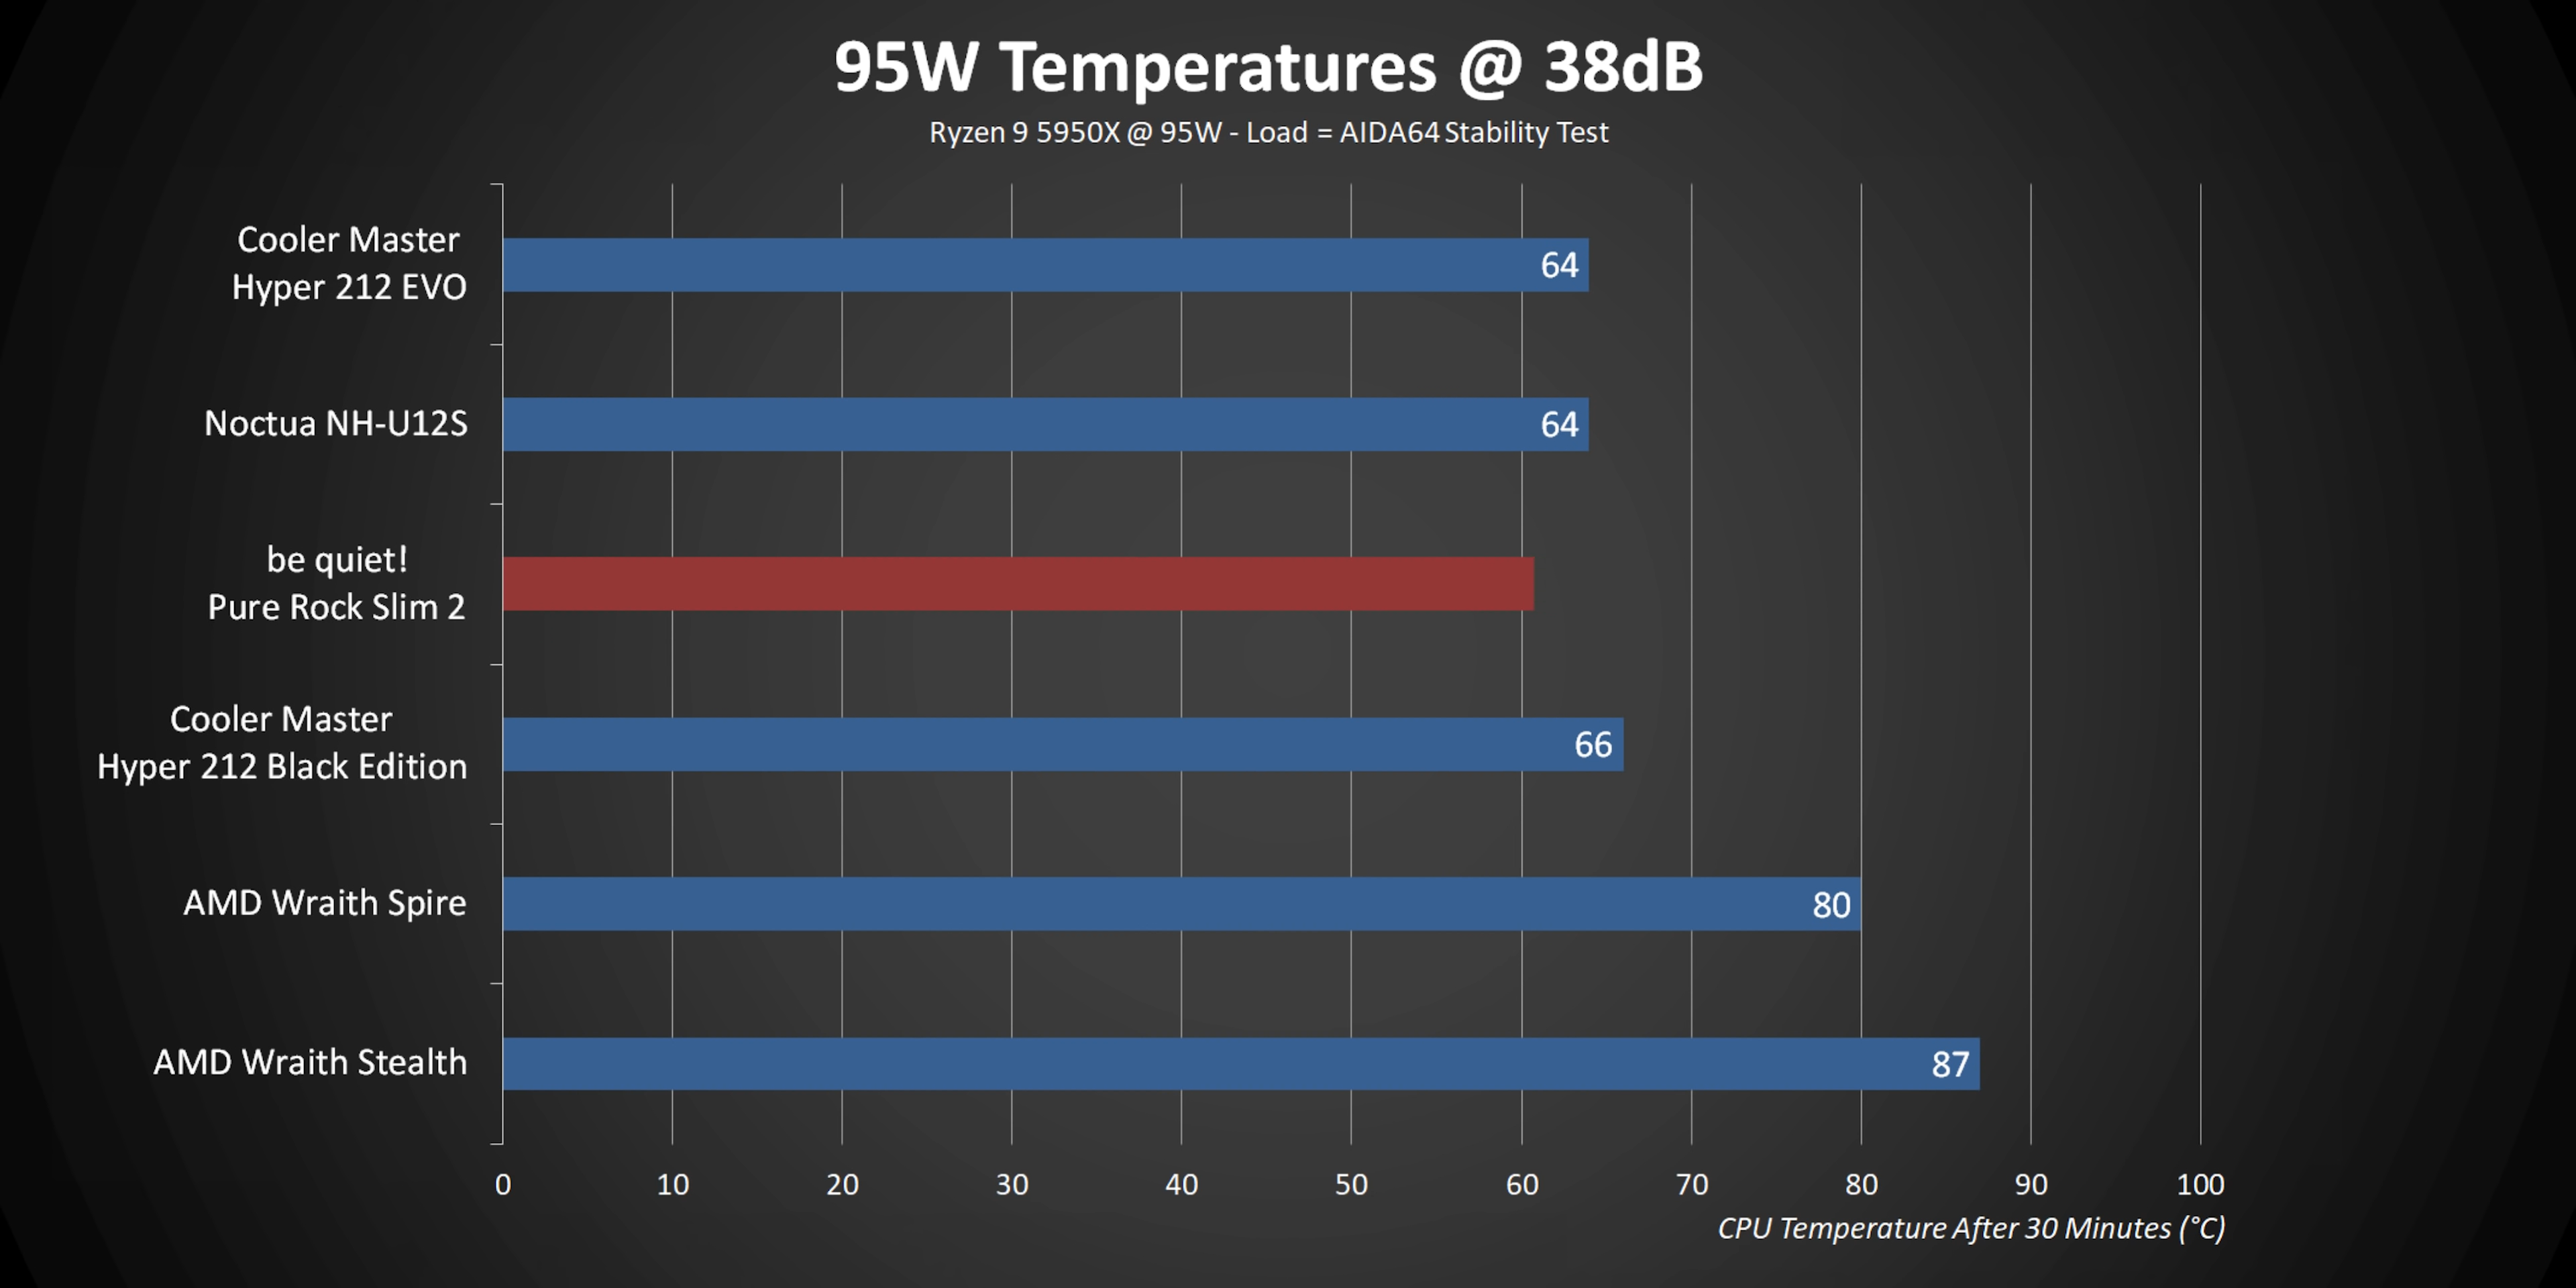 95W Temperatures @ 38dB
Ryzen 9 5950X @ 95W - Load = AIDA64 Stability Test
Cooler Master
Hyper 212 EVO
64
Noctua NH-U12S
64
be quiet!
Pure Rock Slim 2
Cooler Master
Hyper 212 Black Edition
66
AMD Wraith Spire
80
AMD Wraith Stealth
87
0 10 20 30 40 50 60 70 80 90 100
CPU Temperature After 30 Minutes (°C)